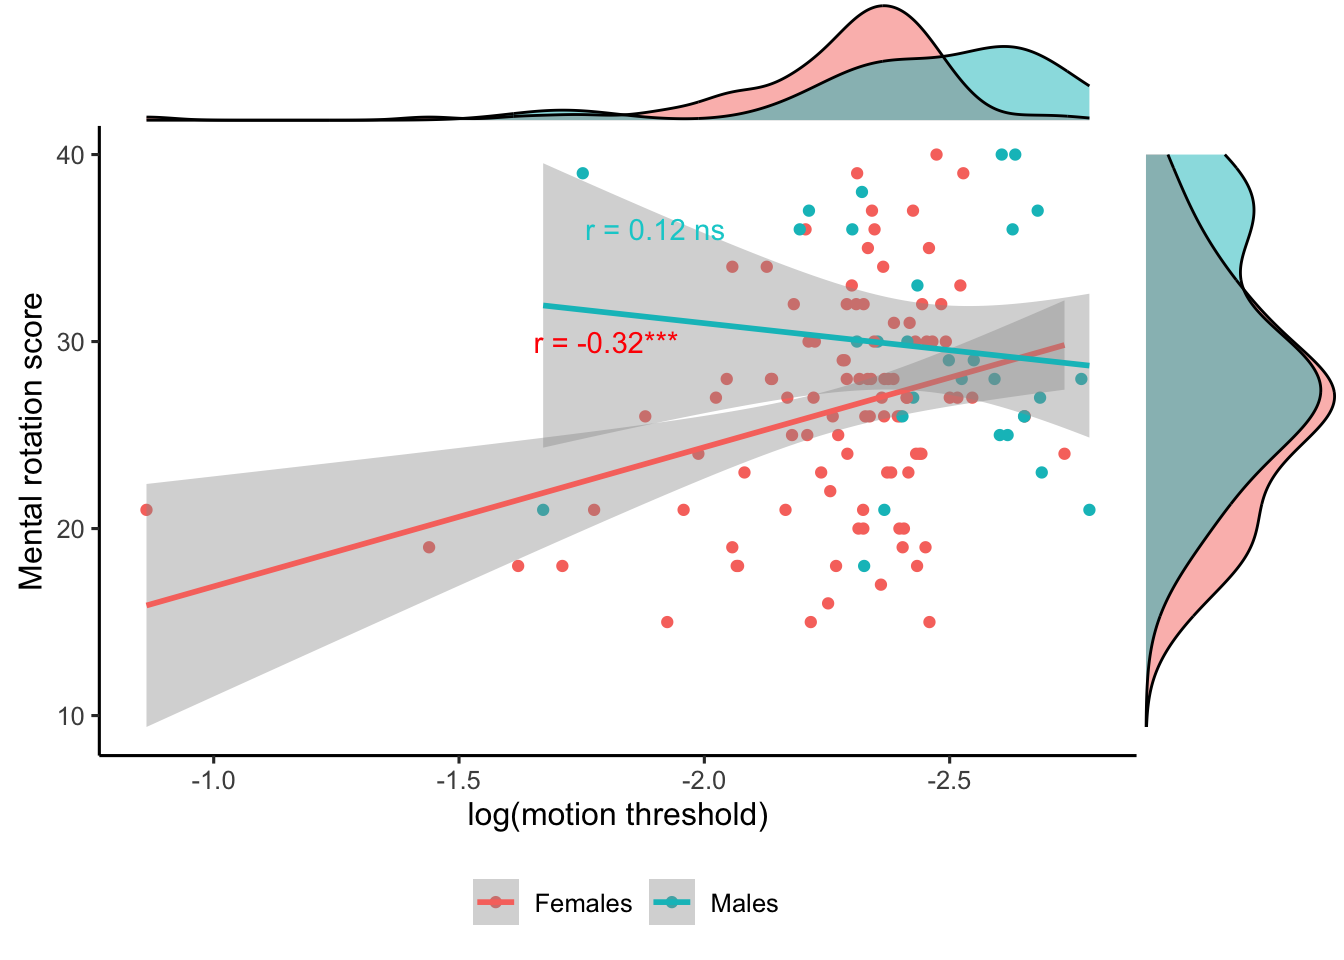 40
30
20
10
Mental rotation score
r = 0.12 ns
r = -0.32***
-1.0 -1.5 -2.0 -2.5
log(motion threshold)
Females Males